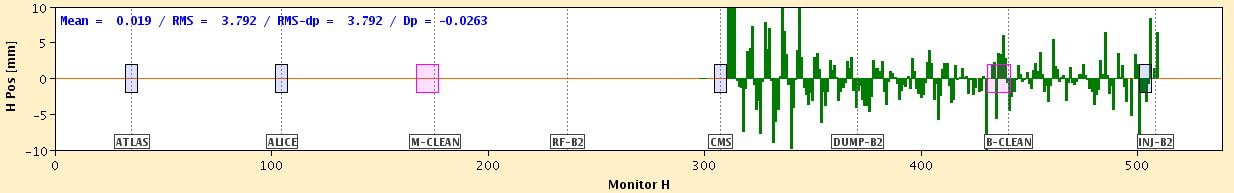 Mean = 0.019 / RMS = 3.792 / RMS-dp = 3.792 / Dp = -0.0263
H Pos [mm]
10
5
0
-5
-10
ATLAS ALICE M-CLEAN RF-B2 CMS DUMP-B2 B-CLEAN INJ-B2
0 100 200 300 400 500
Monitor H